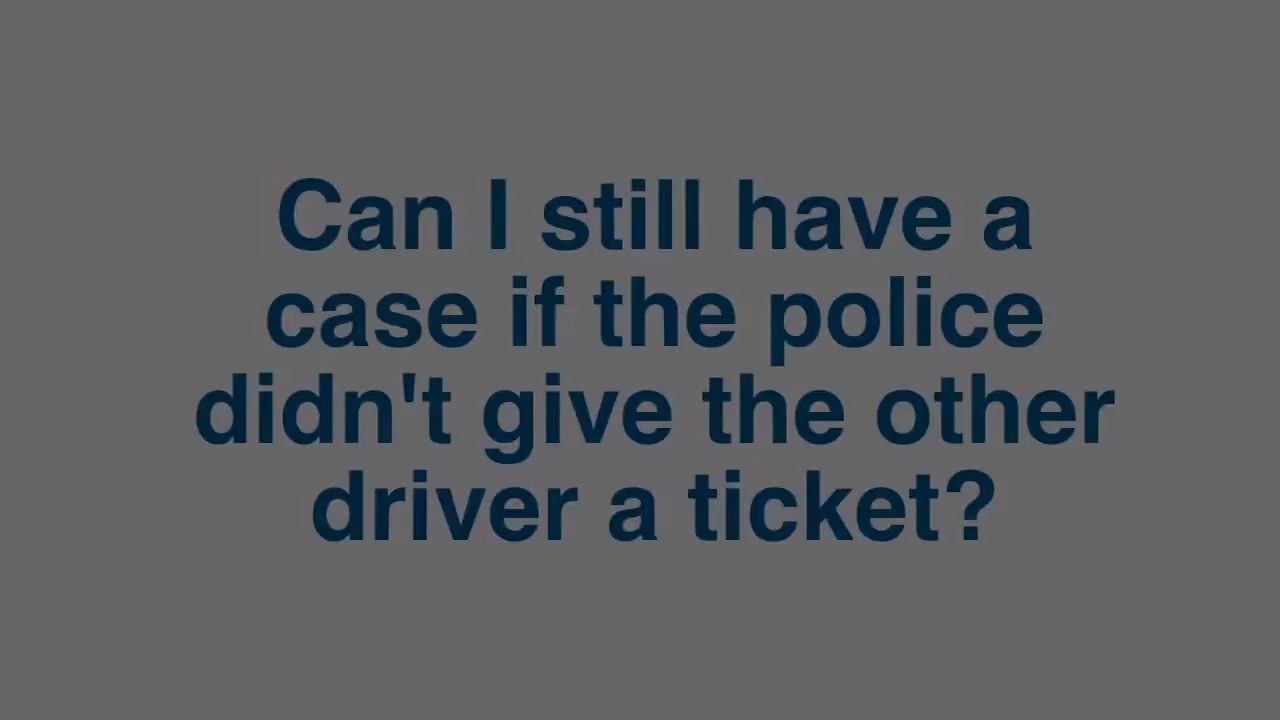 Can I still have a
case if the police
didn't give the other
driver a ticket?